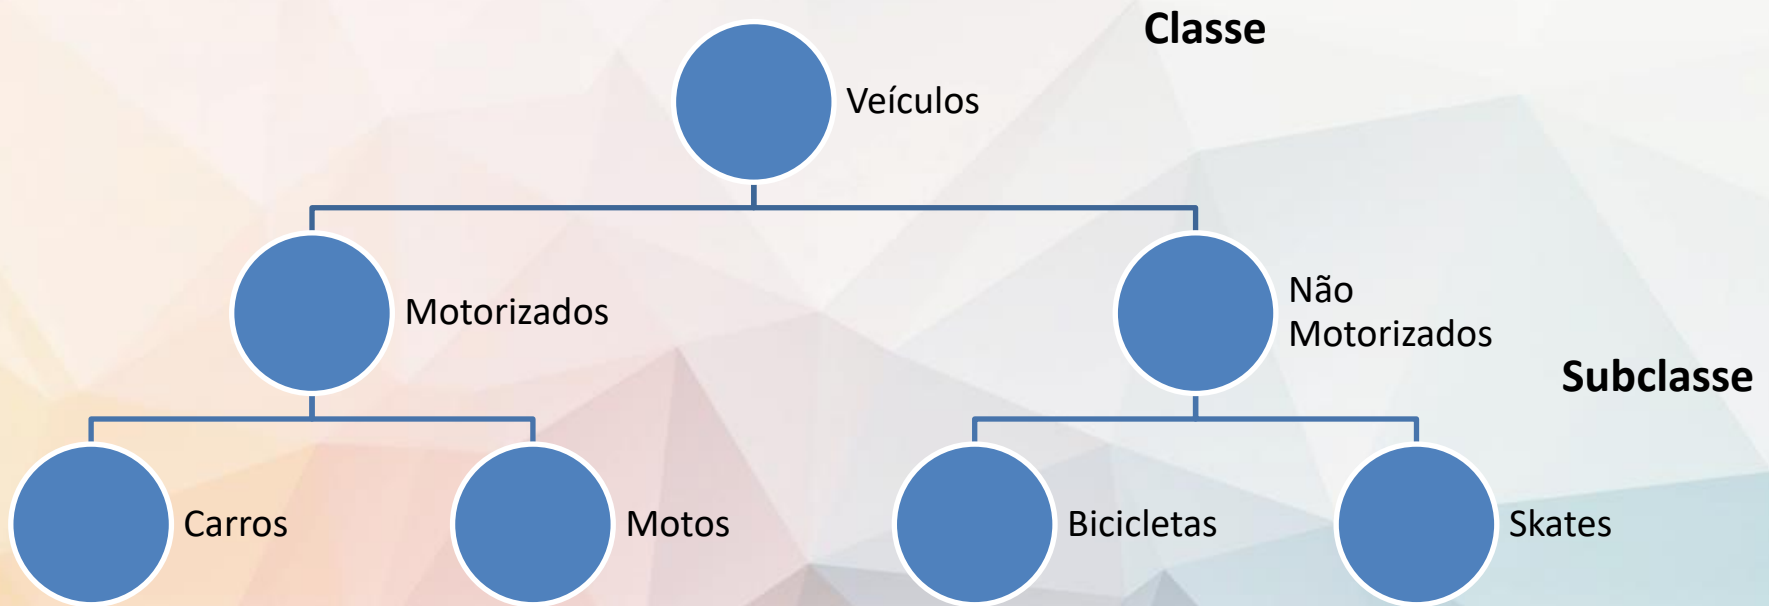 Classe
Veículos
Motorizados
Não
Motorizados
Subclasse
Carros
Motos
Bicicletas
Skates